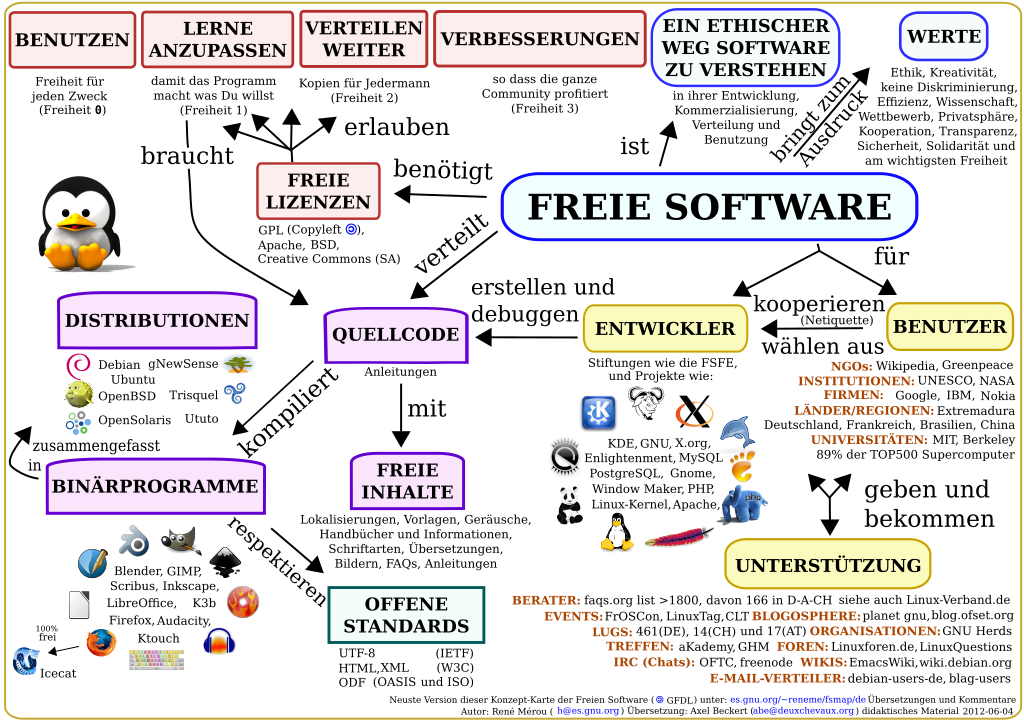 BENUTZEN
Freiheit für
jeden Zweck
(Freiheit 0)
LERNE
ANZUPASSEN
damit das Programm
macht was Du willst
(Freiheit 1)
VERTEILEN
WEITER
Kopien für Jedermann
(Freiheit 2)
VERBESSERUNGEN
so dass die ganze
Community profitiert
(Freiheit 3)
EIN ETHISCHER
WEG SOFTWARE
ZU VERSTEHEN
in ihrer Entwicklung,
Kommerzialisierung,
Verteilung und
Benutzung
WERTE
Ethik, Kreativität,
keine Diskriminierung,
Effizienz, Wissenschaft,
Wettbewerb, Privatsphäre,
Kooperation, Transparenz,
Sicherheit, Solidarität und
am wichtigsten Freiheit
bringt zum
Ausdruck
ist
erlauben
braucht
benötigt
FREIE
LIZENZEN
GPL (Copyleft ),
Apache, BSD,
Creative Commons (SA)
FREIE SOFTWARE
verteilt
für
erstellen und
debuggen
kooperieren
(Netiquette)
wählen aus
DISTRIBUTIONEN
Debian gNewSense
Ubuntu
OpenBSD Trisquel
OpenSolaris Ututo
QUELLCODE
Anleitungen
ENTWICKLER
Stiftungen wie die FSFE,
und Projekte wie:
KDE, GNU, X.org,
Enlightenment, MySQL
PostgreSQL, Gnome,
Window Maker, PHP,
Linux-Kernel, Apache,
BENUTZER
NGOs: Wikipedia, Greenpeace
INSTITUTIONEN: UNESCO, NASA
FIRMEN: Google, IBM, Nokia
LÄNDER/REGIONEN: Extremadura
Deutschland, Frankreich, Brasilien, China
UNIVERSITÄTEN: MIT, Berkeley
89% der TOP500 Supercomputer
kompiliert
mit
zusammengefasst
in
BINÄRPROGRAMME
Blender, GIMP,
Scribus, Inkscape,
LibreOffice, K3b
Firefox, Audacity,
Ktouch
100%
frei
Icecat
FREIE
INHALTE
Lokalisierungen, Vorlagen, Geräusche,
Handbücher und Informationen,
Schriftarten, Übersetzungen,
Bildern, FAQs, Anleitungen
respektieren
OFFENE
STANDARDS
UTF-8 (IETF)
HTML,XML (W3C)
ODF (OASIS und ISO)
geben und
bekommen
UNTERSTÜTZUNG
BERATER: faqs.org list >1800, davon 166 in D-A-CH siehe auch Linux-Verband.de
EVENTS: FrOSCon, LinuxTag,CLT BLOGOSPHERE: planet gnu, blog.ofset.org
LUGS: 461(DE), 14(CH) und 17(AT) ORGANISATIONEN: GNU Herds
TREFFEN: aKademy,GHM FOREN: Linuxforen.de, LinuxQuestions
IRC (Chats): OFTC, freenode WIKIS: EmacsWiki, wiki.debian.org
E-MAIL-VERTEILER: debian-users-de, blag-users
Neuste Version dieser Konzept-Karte der Freien Software ( GFDL) unter: es.gnu.org/~reneme/fsmap/de Übersetzungen und Kommentare
Autor: René Mérou ( h@es.gnu.org ) Übersetzung: Axel Beckert (abe@deuxchevaux.org ) didaktisches Material 2012-06-04